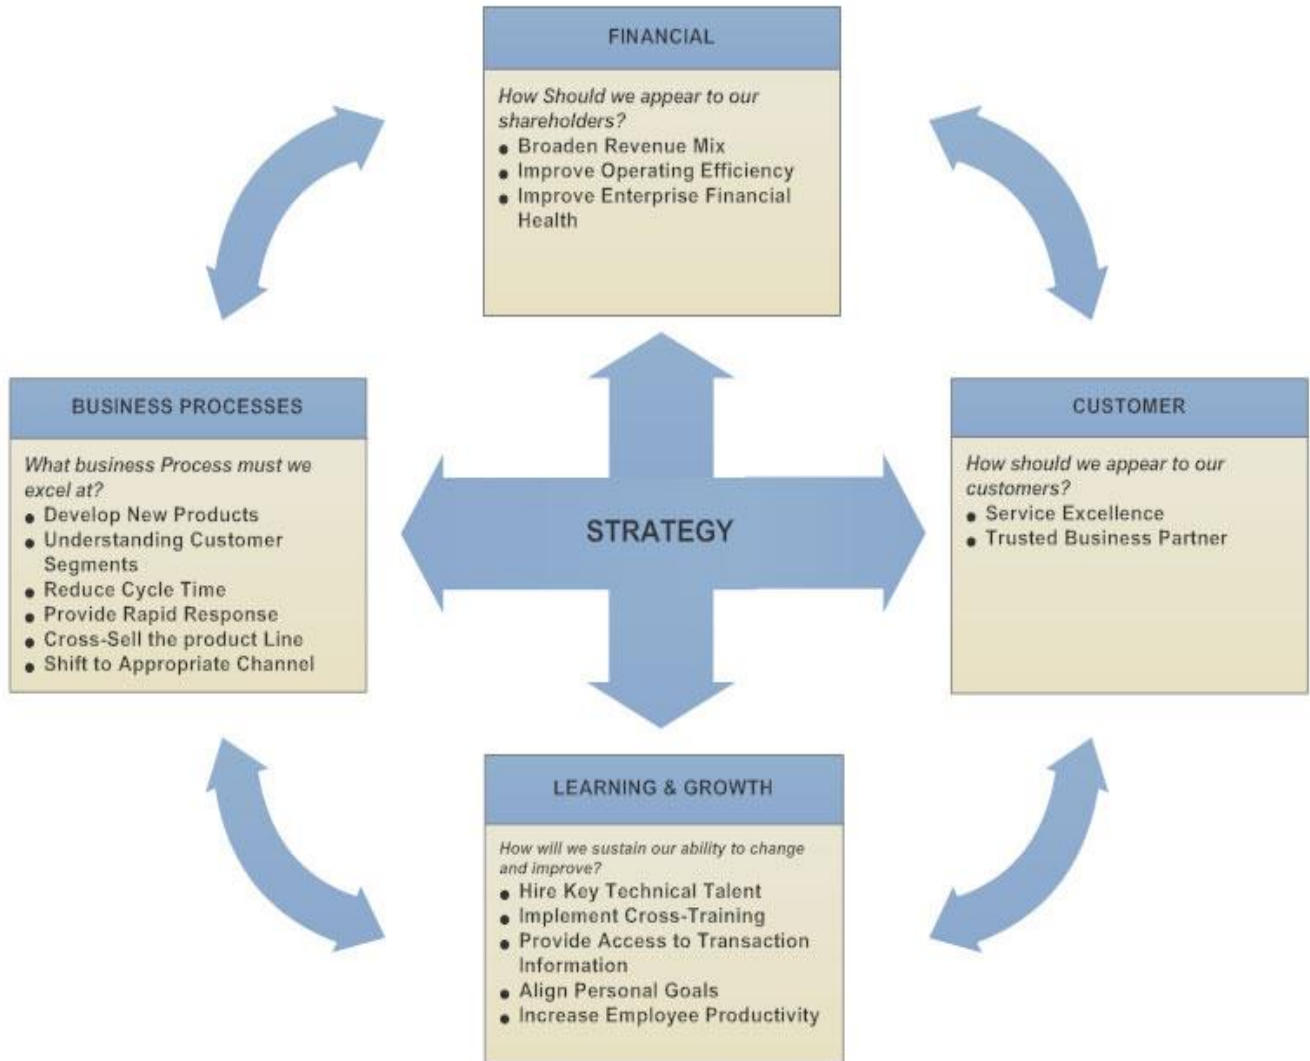 FINANCIAL
How Should we appear to our
shareholders?
● Broaden Revenue Mix
● Improve Operating Efficiency
● Improve Enterprise Financial
Health
BUSINESS PROCESSES
What business Process must we
excel at?
● Develop New Products
● Understanding Customer
Segments
● Reduce Cycle Time
● Provide Rapid Response
● Cross-Sell the product Line
● Shift to Appropriate Channel
STRATEGY
CUSTOMER
How should we appear to our
customers?
● Service Excellence
● Trusted Business Partner
LEARNING & GROWTH
How will we sustain our ability to change
and improve?
● Hire Key Technical Talent
● Implement Cross-Training
● Provide Access to Transaction
Information
● Align Personal Goals
● Increase Employee Productivity